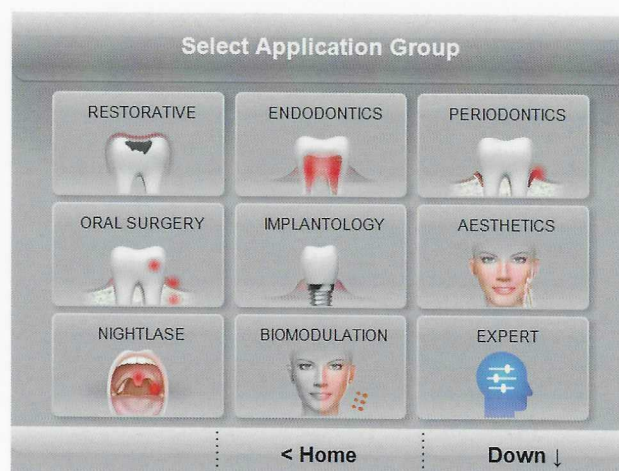 Select Application Group
RESTORATIVE
ENDODONTICS
PERIODONTICS
ORAL SURGERY
IMPLANTOLOGY
AESTHETICS
NIGHTLASE
BIOMODULATION
EXPERT
< Home
Down ↓